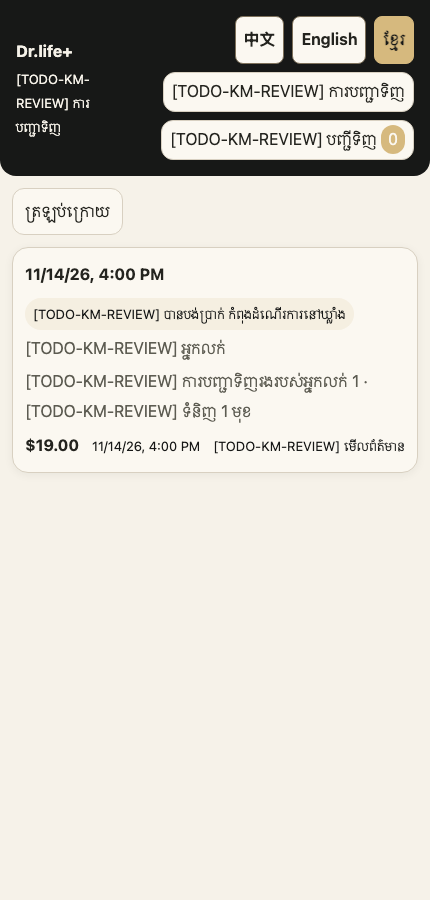 Dr.life+
[TODO-KM-
REVIEW] ការ
បញ្ជាទិញ
中文
English
ខ្មែរ
[TODO-KM-REVIEW] ការបញ្ជាទិញ
[TODO-KM-REVIEW] បញ្ជីទិញ 0
ត្រឡប់ក្រោយ
11/14/26, 4:00 PM
[TODO-KM-REVIEW] បានបង់ប្រាក់ កំពុងដំណើរការនៅឃ្លាំង
[TODO-KM-REVIEW] អ្នកលក់
[TODO-KM-REVIEW] ការបញ្ជាទិញរងរបស់អ្នកលក់ 1 ·
[TODO-KM-REVIEW] ទំនិញ 1 មុខ
$19.00 11/14/26, 4:00 PM [TODO-KM-REVIEW] មើលព័ត៌មាន